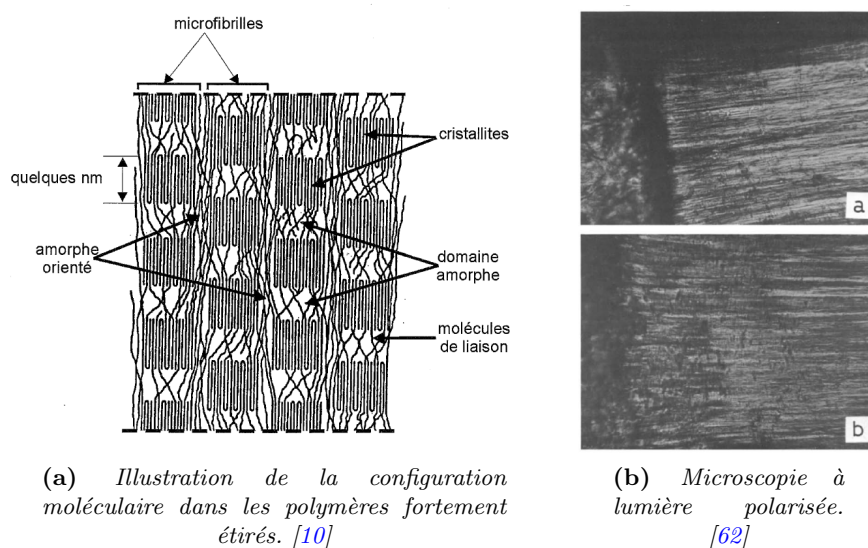 microfibrilles
cristallites
quelques nm
amorphe
orienté
domaine
amorphe
molécules
de liaison
a
b
(a) Illustration de la configuration
moléculaire dans les polymères fortement
étirés. [10]
(b) Microscopie à
lumière polarisée.
[62]